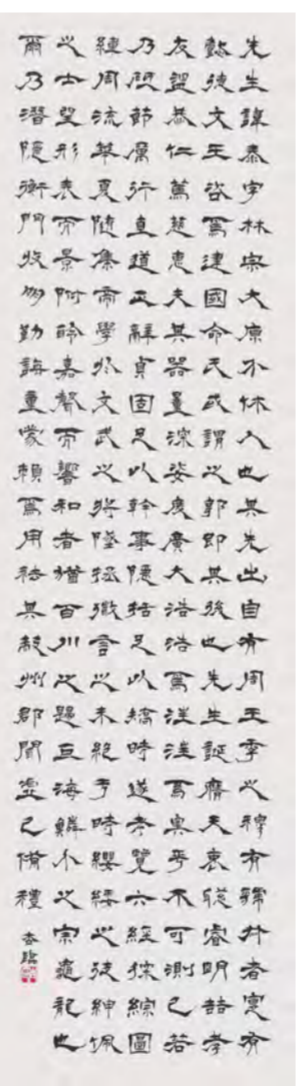 先生諱泰字林宗大原介休人也其先出自有周王季之穆有虢叔者寔有
懿德文王咨焉建國命氏或謂之郭即其後也先生誕膺天衷聰睿明哲孝
友溫恭仁篤慈惠夫其器量深姿度廣大浩浩焉汪汪焉奧乎不可測已若
乃砥節厲行直道正辭貞固足以幹事隱括足以矯時遂考覽六經探綜圖
緯周流華夏隨集帝學收文武之將墜拯微言之未絕于時纓緌之徒紳佩
之士望形表而景附聆嘉聲而響和者猶百川之歸巨海鱗介之宗龜龍也
爾乃潛隱衡門收朋勤誨童蒙賴焉用祛其蔽州郡聞虛已備禮